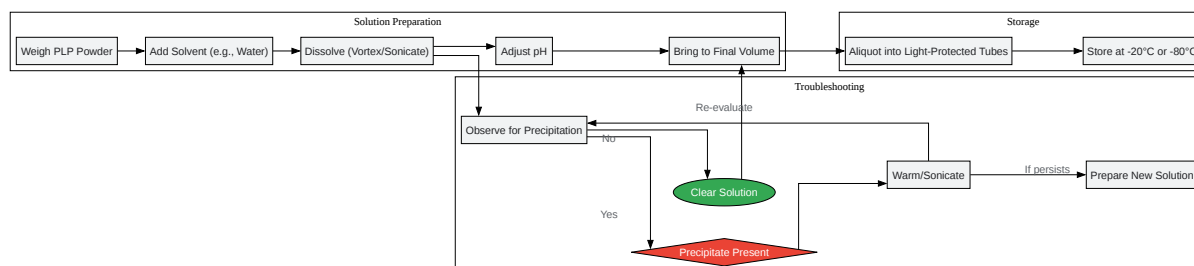 Solution Preparation
Storage
Weigh PLP Powder
Add Solvent (e.g., Water)
Dissolve (Vortex/Sonicate)
Adjust pH
Bring to Final Volume
Aliquot into Light-Protected Tubes
Store at -20°C or -80°C
Troubleshooting
Re-evaluate
Observe for Precipitation
No
Clear Solution
Warm/Sonicate
If persists
Prepare New Solution
Yes
Precipitate Present